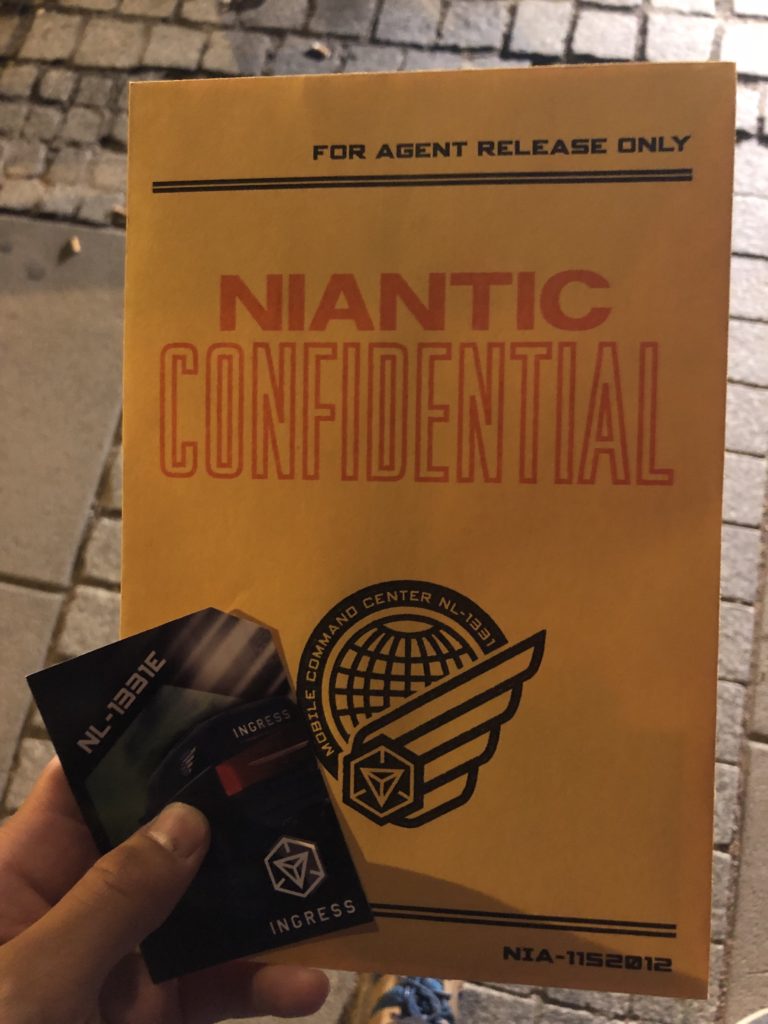 FOR AGENT RELEASE ONLY
NIANTIC
CONFIDENTIAL
MOBILE COMMAND CENTER NL-1331
NL-1331E
INGRESS
INGRESS
NIA-1152012